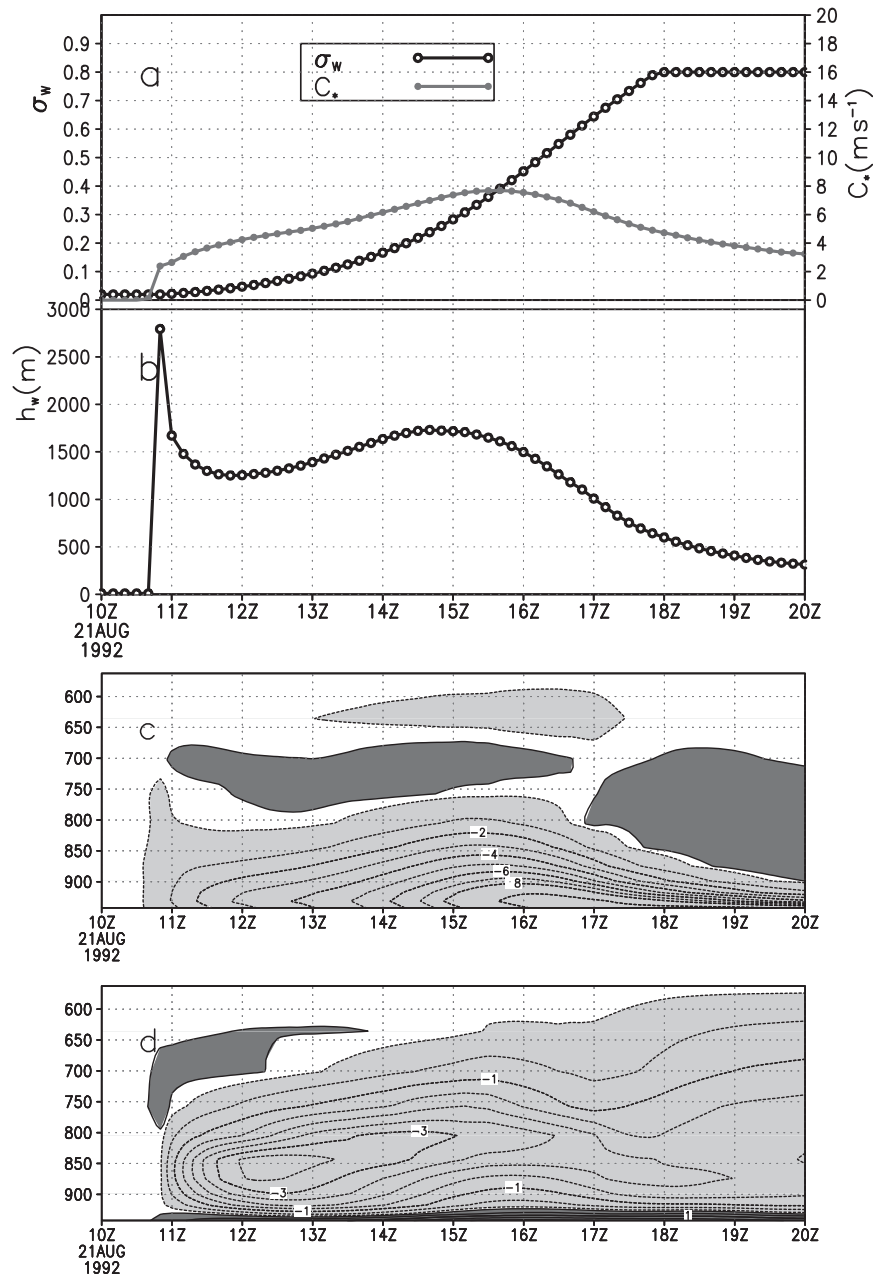 20
0.9 18
σw 0.8 a 16
C*
0.7 14
σw 0.6 12
0.5 10 C*(ms⁻¹)
0.4 8
0.3 6
0.2 4
0.1 2
0 0
3000
2500 b
hw(m) 2000
1500
1000
500
0
10Z 11Z 12Z 13Z 14Z 15Z 16Z 17Z 18Z 19Z 20Z
21AUG
1992
600
650
c
700
750
800 -2
850 -4
-6
900 8
10Z 11Z 12Z 13Z 14Z 15Z 16Z 17Z 18Z 19Z 20Z
21AUG
1992
600
650 d
700
-1
750
800 -3
850
900 -3 -1
-1 1
10Z 11Z 12Z 13Z 14Z 15Z 16Z 17Z 18Z 19Z 20Z
21AUG
1992